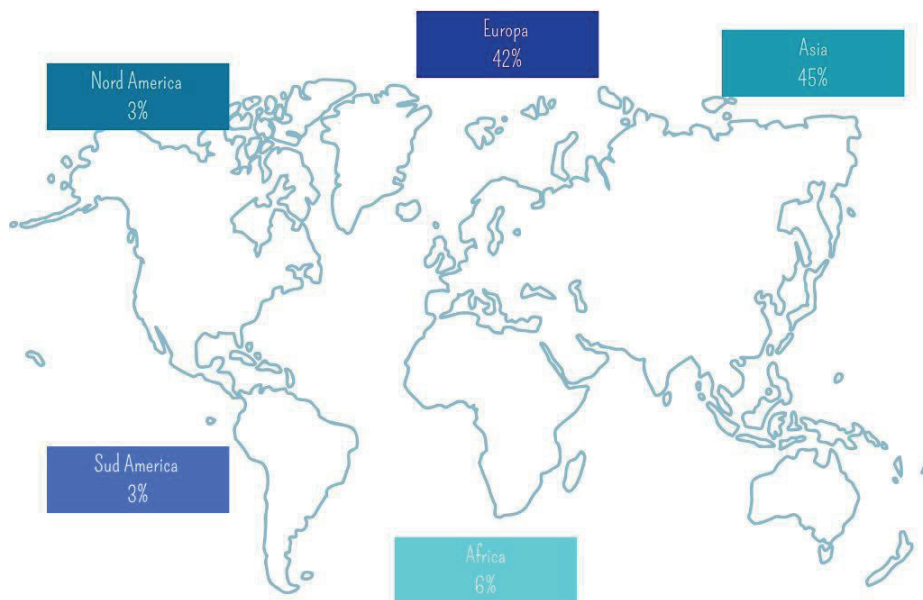 Europa
42%
Asia
45%
Nord America
3%
Sud America
3%
Africa
6%